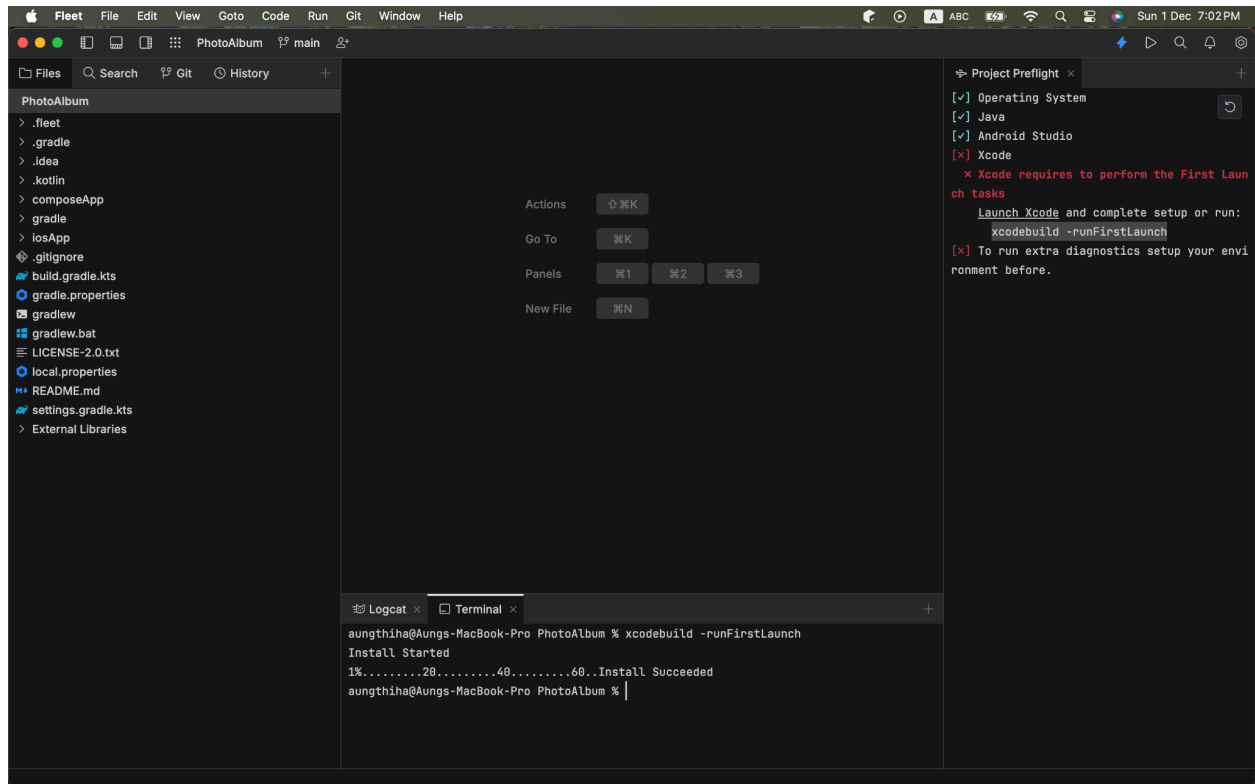 Fleet File Edit View Goto Code Run Git Window Help
A ABC Sun 1 Dec 7:02 PM
PhotoAlbum main
Files Search Git History
PhotoAlbum
.fleet
.gradle
.idea
.kotlin
composeApp
gradle
iosApp
.gitignore
build.gradle.kts
gradle.properties
gradlew
gradlew.bat
LICENSE-2.0.txt
local.properties
M↓ README.md
settings.gradle.kts
External Libraries
Actions ⇧⌘K
Go To ⌘K
Panels ⌘1 ⌘2 ⌘3
New File ⌘N
Logcat × Terminal ×
aungthiha@Aungs-MacBook-Pro PhotoAlbum % xcodebuild -runFirstLaunch
Install Started
1%.........20.........40.........60..Install Succeeded
aungthiha@Aungs-MacBook-Pro PhotoAlbum %
Project Preflight ×
[✓] Operating System
[✓] Java
[✓] Android Studio
[×] Xcode
× Xcode requires to perform the First Laun
ch tasks
Launch Xcode and complete setup or run:
xcodebuild -runFirstLaunch
[×] To run extra diagnostics setup your envi
ronment before.